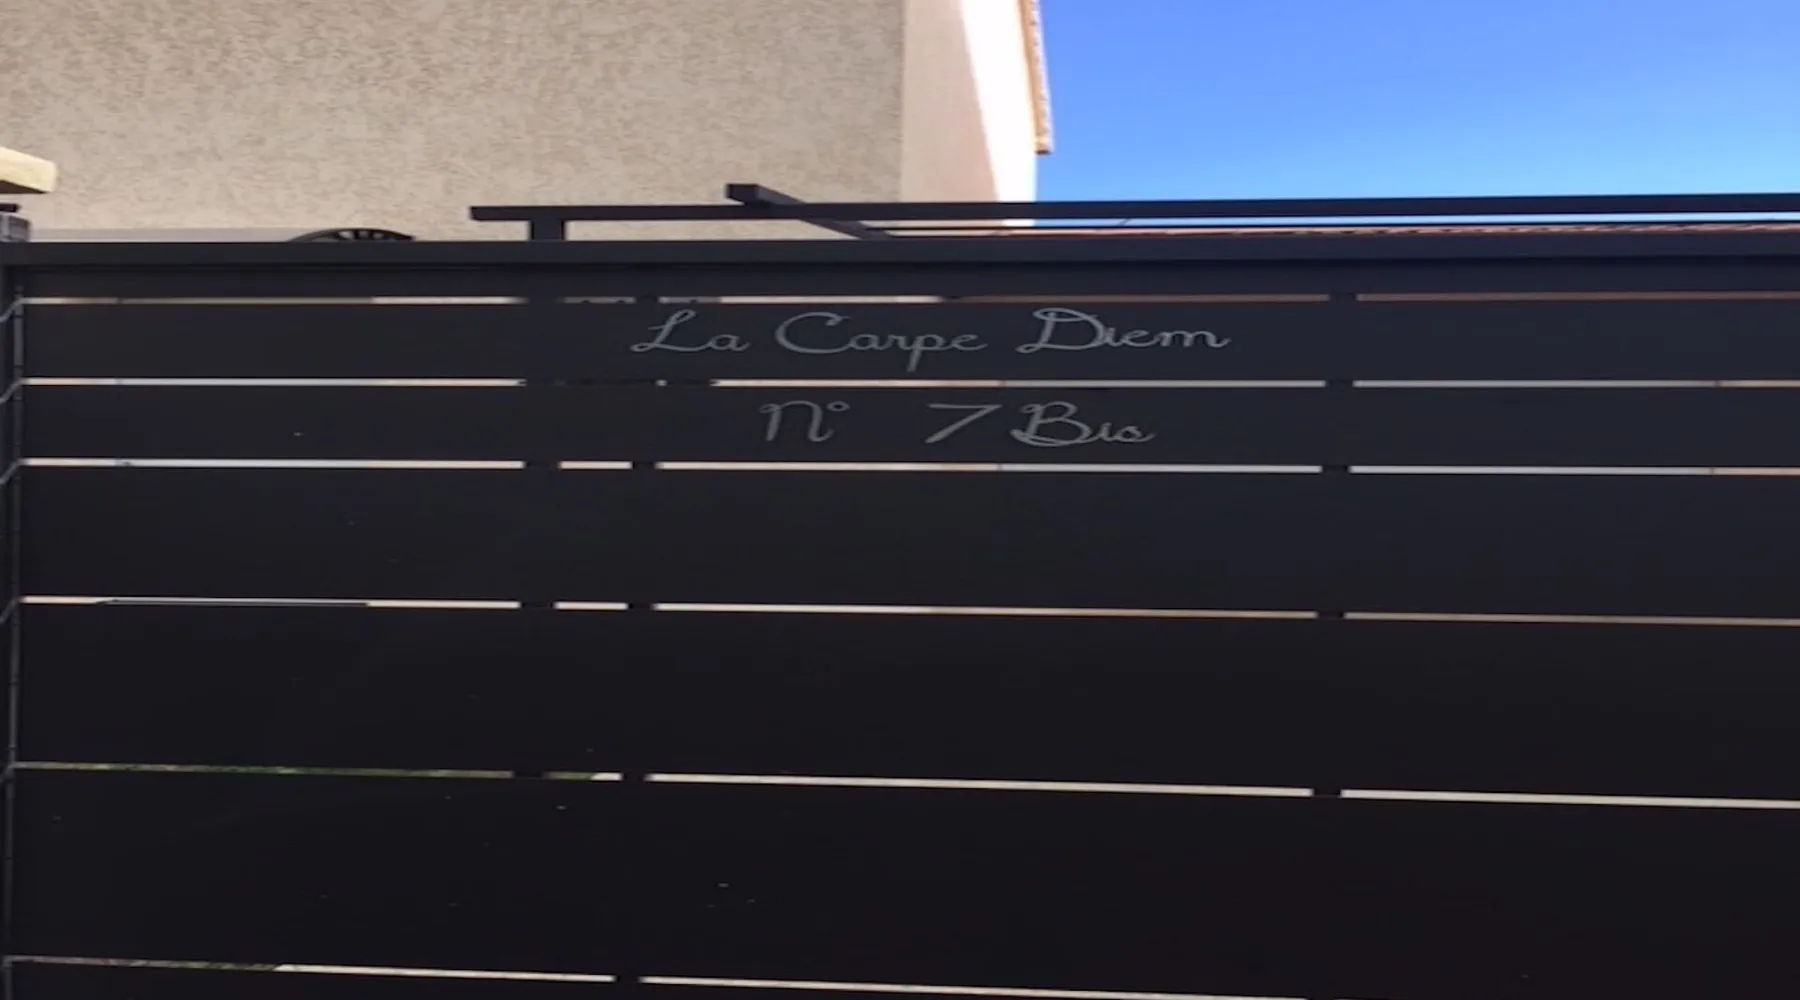 La Carpe Diem
N° 7 Bis